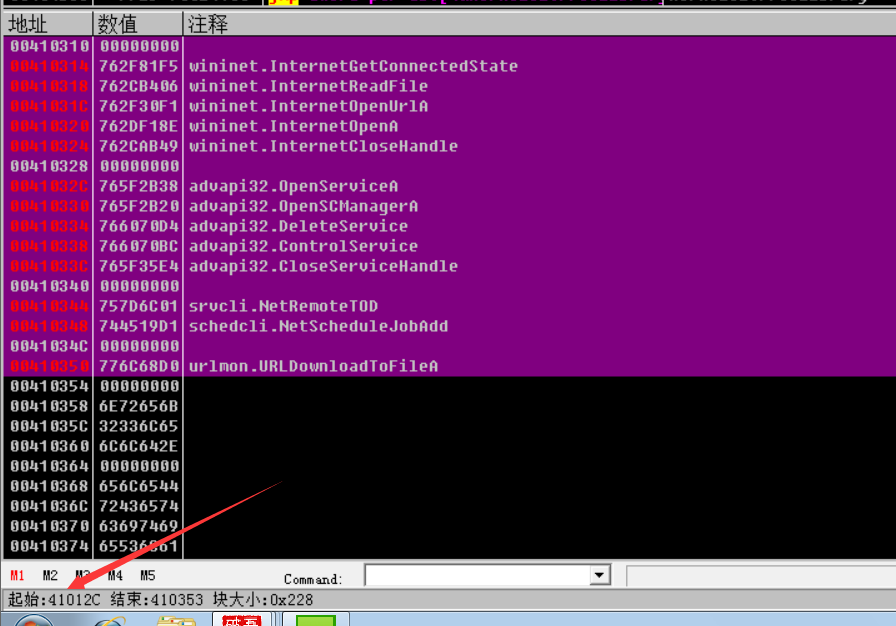 地址 数值 注释
00410310 00000000
00410314 762F81F5 wininet.InternetGetConnectedState
00410318 762CB406 wininet.InternetReadFile
0041031C 762F30F1 wininet.InternetOpenUrlA
00410320 762DF18E wininet.InternetOpenA
00410324 762CAB49 wininet.InternetCloseHandle
00410328 00000000
0041032C 765F2B38 advapi32.OpenServiceA
00410330 765F2B20 advapi32.OpenSCManagerA
00410334 766070D4 advapi32.DeleteService
00410338 766070BC advapi32.ControlService
0041033C 765F35E4 advapi32.CloseServiceHandle
00410340 00000000
00410344 757D6C01 srvcli.NetRemoteTOD
00410348 744519D1 schedcli.NetScheduleJobAdd
0041034C 00000000
00410350 776C68D0 urlmon.URLDownloadToFileA
00410354 00000000
00410358 6E72656B
0041035C 32336C65
00410360 6C6C642E
00410364 00000000
00410368 656C6544
0041036C 72436574
00410370 63697469
00410374
M1 M2 M3 M4 M5 Command:
起始:41012C 结束:410353 块大小:0x228